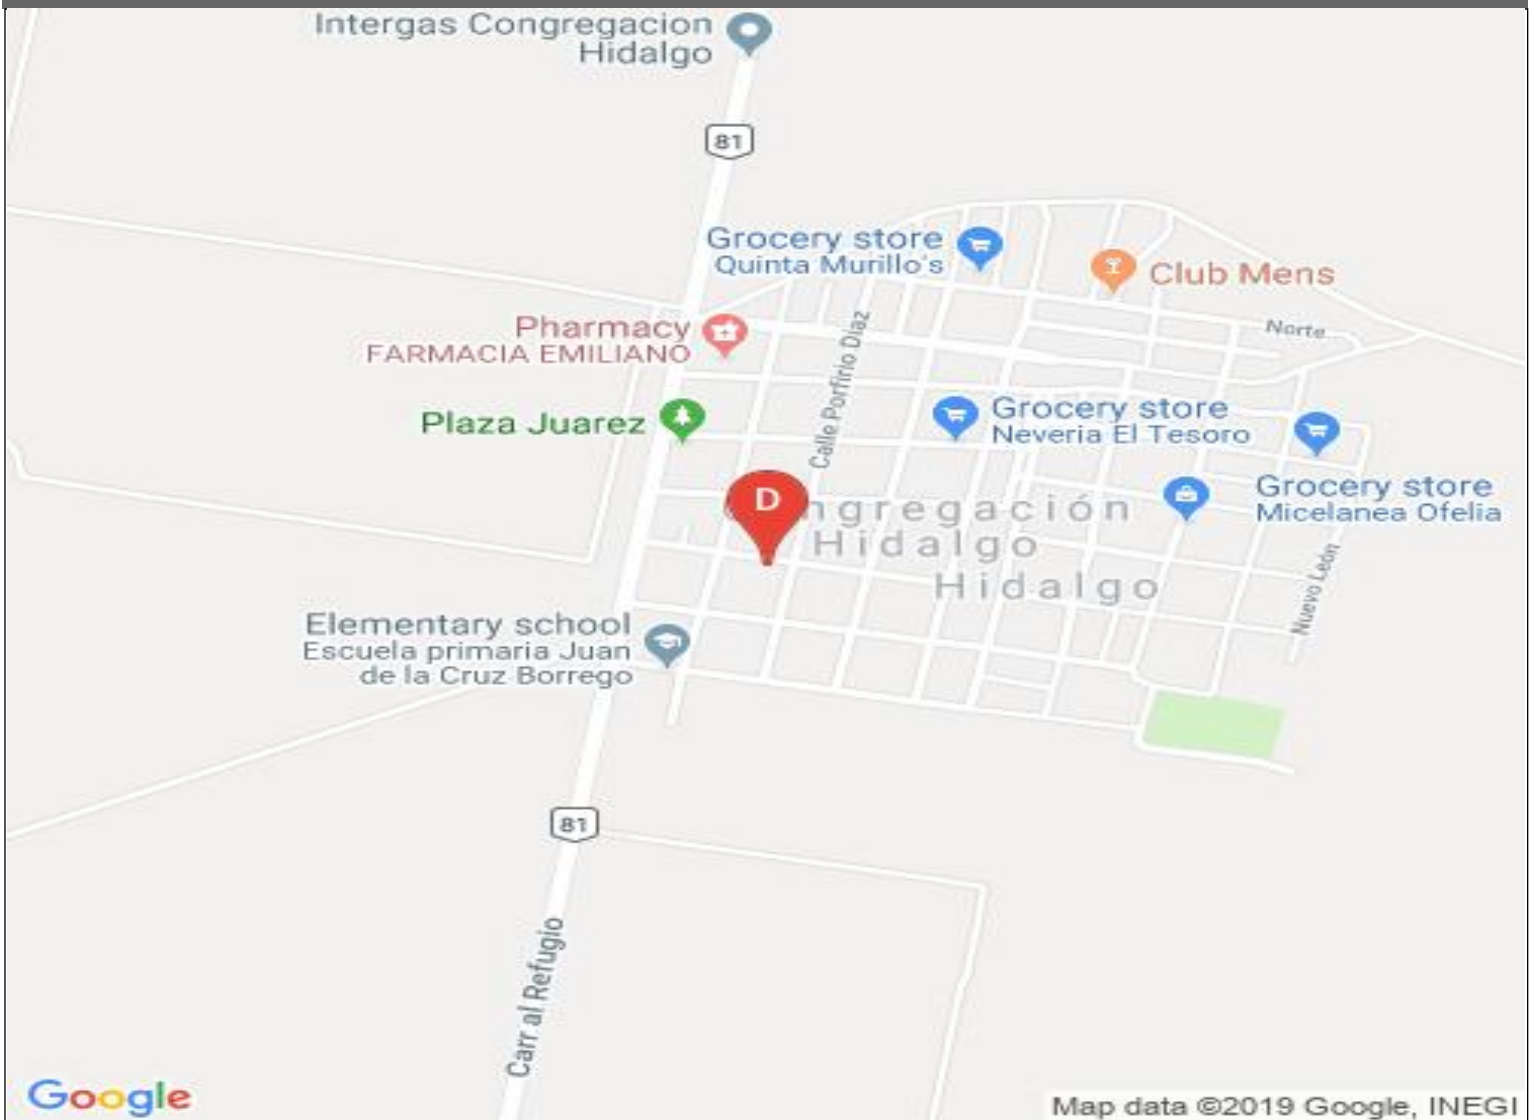 Intergas Congregacion
Hidalgo
81
Grocery store
Quinta Murillo's
Club Mens
Norte
Pharmacy
FARMACIA EMILIANO
Calle Porfirio Diaz
Plaza Juarez
Grocery store
Neveria El Tesoro
Grocery store
Micelanea Ofelia
D
Hidalgo
Hidalgo
Nuevo León
Elementary school
Escuela primaria Juan
de la Cruz Borrego
81
Carr al Refugio
Google
Map data ©2019 Google, INEGI